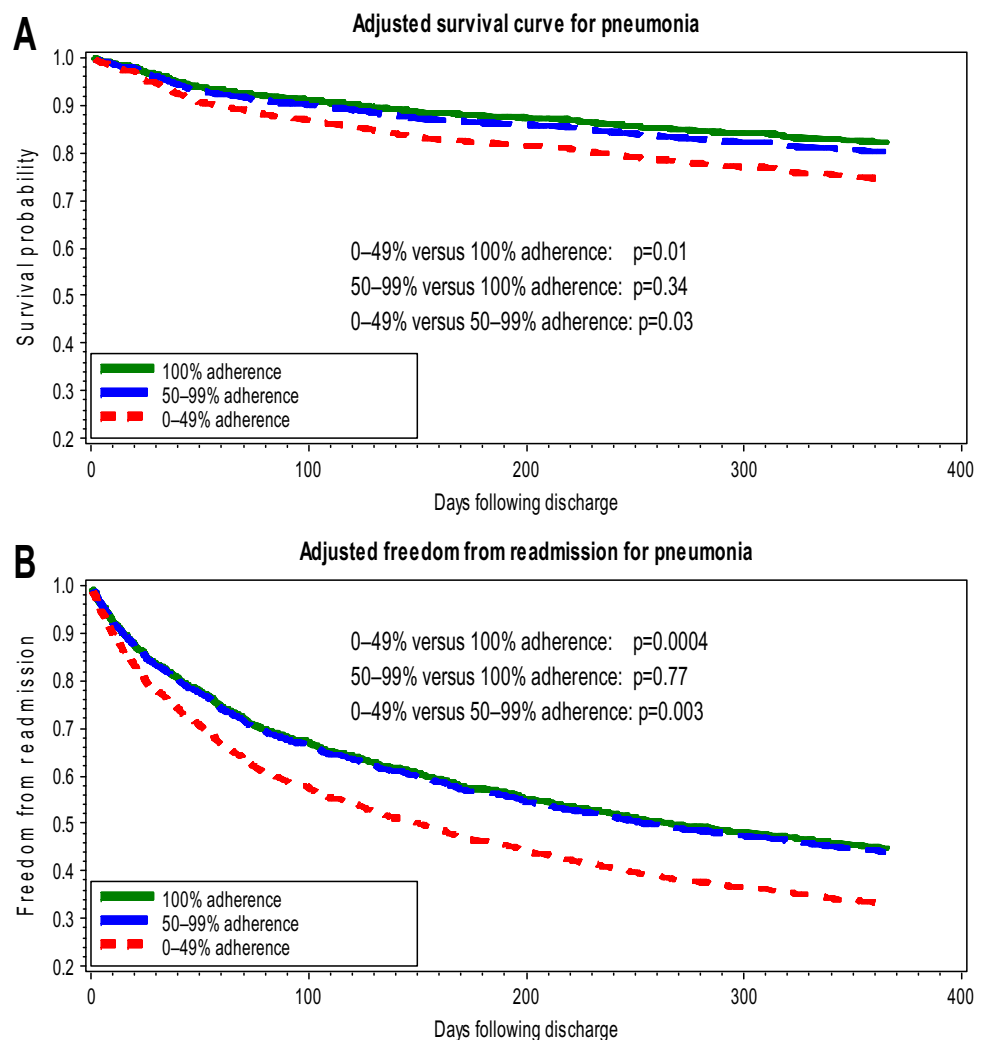 A
Adjusted survival curve for pneumonia
Survival probability
1.0
0.9
0.8
0.7
0.6
0.5
0.4
0.3
0.2
0–49% versus 100% adherence: p=0.01
50–99% versus 100% adherence: p=0.34
0–49% versus 50–99% adherence: p=0.03
100% adherence
50–99% adherence
0–49% adherence
0 100 200 300 400
Days following discharge
B
Adjusted freedom from readmission for pneumonia
Freedom from readmission
1.0
0.9
0.8
0.7
0.6
0.5
0.4
0.3
0.2
0–49% versus 100% adherence: p=0.0004
50–99% versus 100% adherence: p=0.77
0–49% versus 50–99% adherence: p=0.003
100% adherence
50–99% adherence
0–49% adherence
0 100 200 300 400
Days following discharge